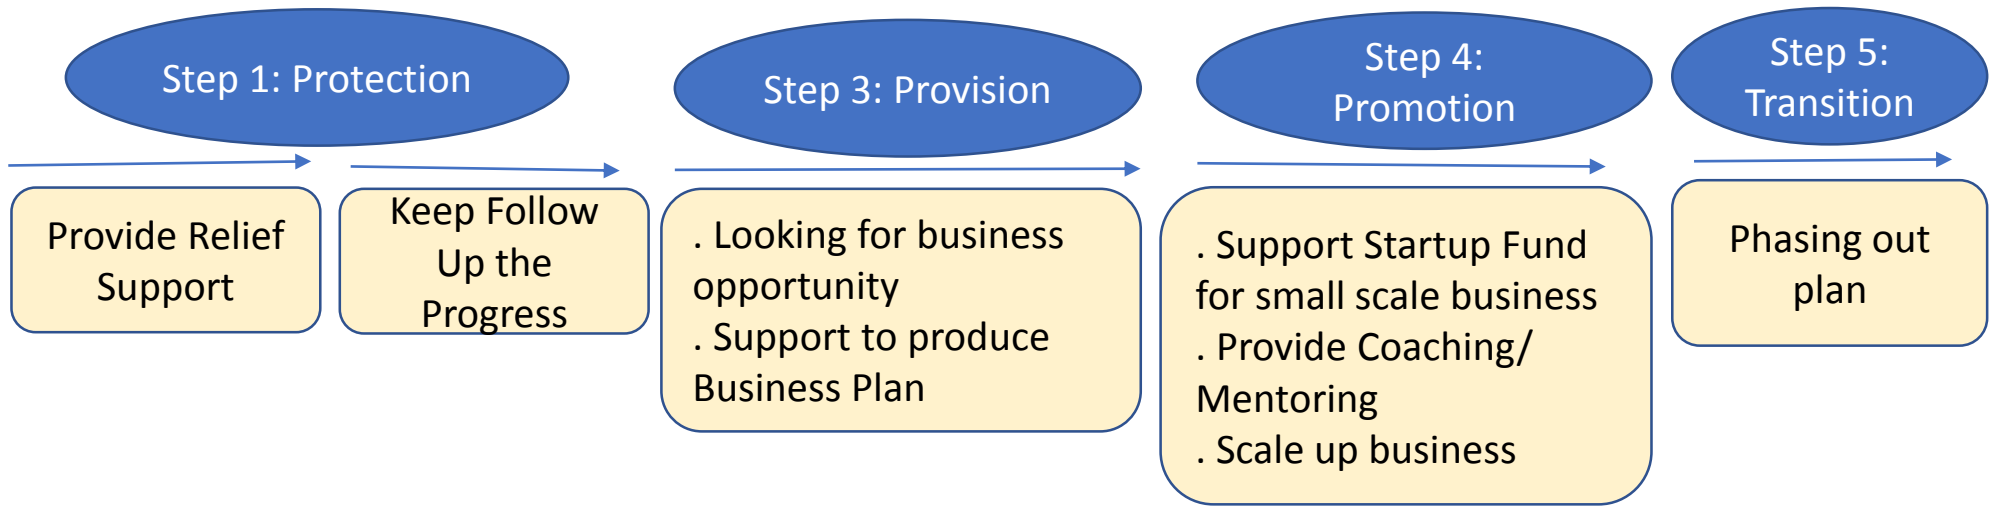 Step 1: Protection
Step 3: Provision
Step 4:
Promotion
Step 5:
Transition
Provide Relief
Support
Keep Follow
Up the
Progress
. Looking for business
opportunity
. Support to produce
Business Plan
. Support Startup Fund
for small scale business
. Provide Coaching/
Mentoring
. Scale up business
Phasing out
plan